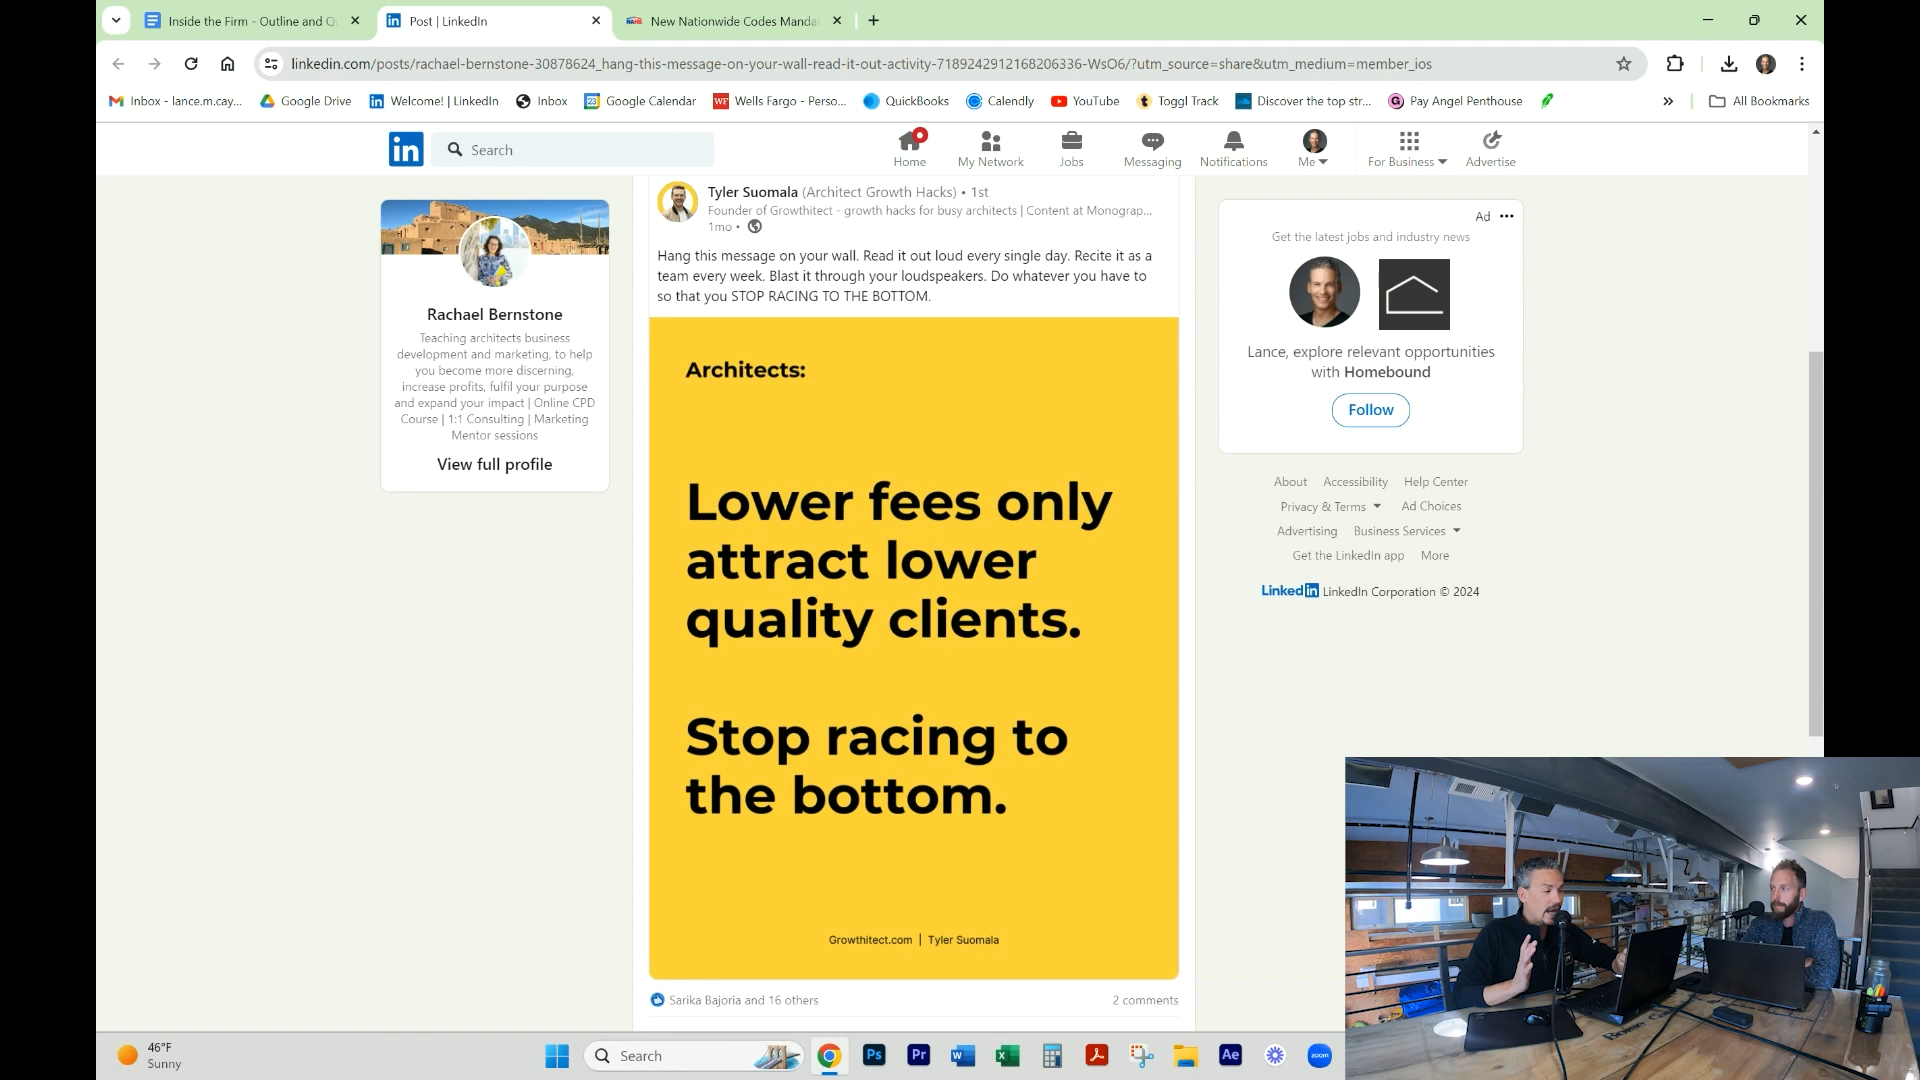 Inside the Firm - Outline and Q
Post | LinkedIn
New Nationwide Codes Manda
linkedin.com/posts/rachael-bernstone-30878624_hang-this-message-on-your-wall-read-it-out-activity-7189242912168206336-WsO6/?utm_source=share&utm_medium=member_ios
Inbox - lance.m.cay...
Google Drive
Welcome! | LinkedIn
Inbox
Google Calendar
WF
Wells Fargo - Perso...
QuickBooks
Calendly
YouTube
Toggl Track
Discover the top str...
Pay Angel Penthouse
All Bookmarks
in
Search
Home
My Network
Jobs
Messaging
Notifications
Me
For Business
Advertise
Rachael Bernstone
Teaching architects business
development and marketing, to help
you become more discerning,
increase profits, fulfil your purpose
and expand your impact | Online CPD
Course | 1:1 Consulting | Marketing
Mentor sessions
View full profile
Tyler Suomala (Architect Growth Hacks) • 1st
Founder of Growthitect - growth hacks for busy architects | Content at Monograp...
1mo •
Hang this message on your wall. Read it out loud every single day. Recite it as a
team every week. Blast it through your loudspeakers. Do whatever you have to
so that you STOP RACING TO THE BOTTOM.
Architects:
Lower fees only
attract lower
quality clients.
Stop racing to
the bottom.
Growthitect.com | Tyler Suomala
Sarika Bajoria and 16 others
2 comments
Ad
Get the latest jobs and industry news
Lance, explore relevant opportunities
with Homebound
Follow
About
Accessibility
Help Center
Privacy & Terms
Ad Choices
Advertising
Business Services
Get the LinkedIn app
More
Linkedin LinkedIn Corporation © 2024
46°F
Sunny
Search
Ps
Pr
W
X
Ae
zoom